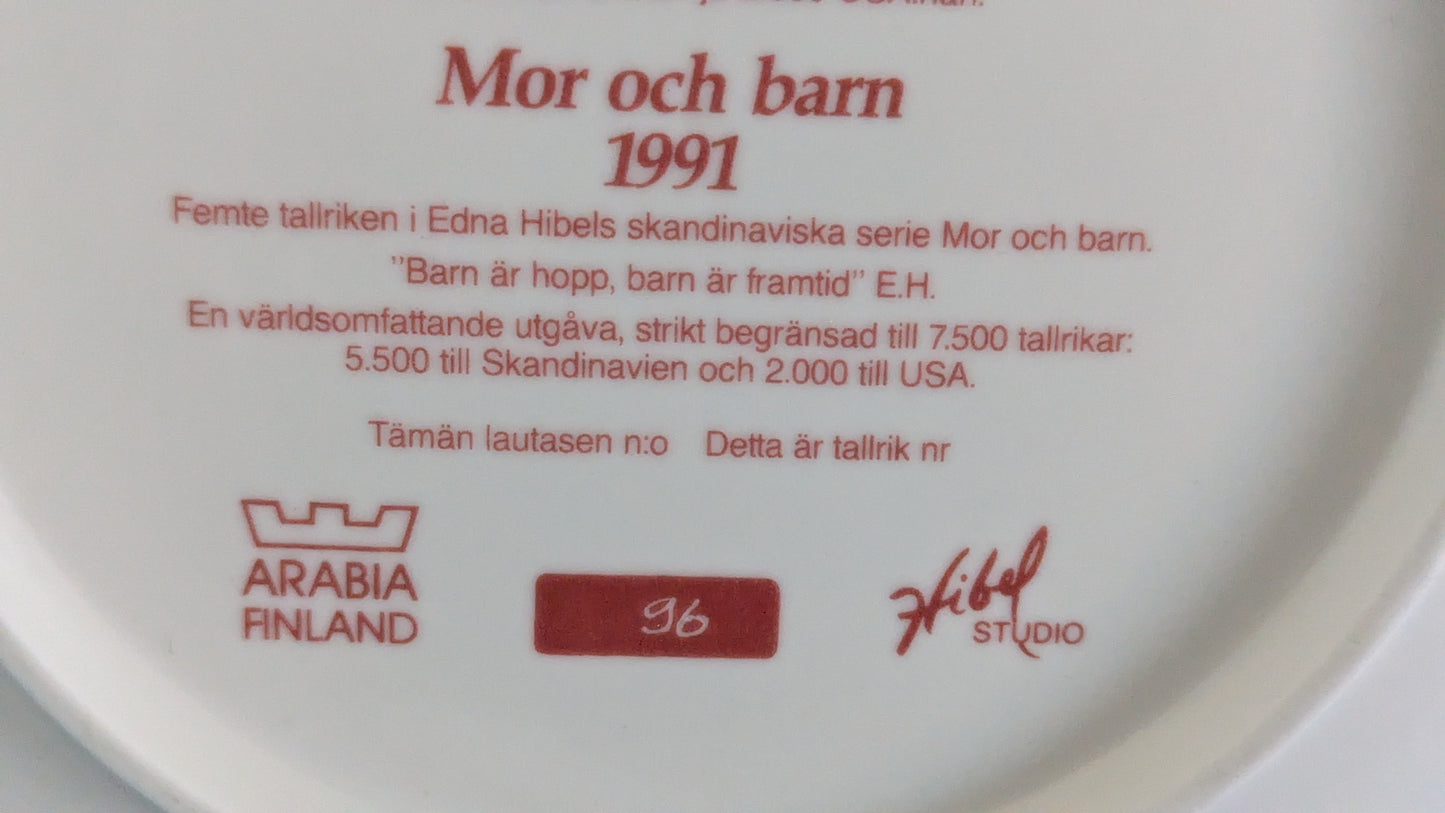 Mor och barn
1991
Femte tallriken i Edna Hibels skandinaviska serie Mor och barn.
”Barn är hopp, barn är framtid” E.H.
En världsomfattande utgåva, strikt begränsad till 7.500 tallrikar:
5.500 till Skandinavien och 2.000 till USA.
Tämän lautasen n:o Detta är tallrik nr
ARABIA
FINLAND
96
Hibel
STUDIO